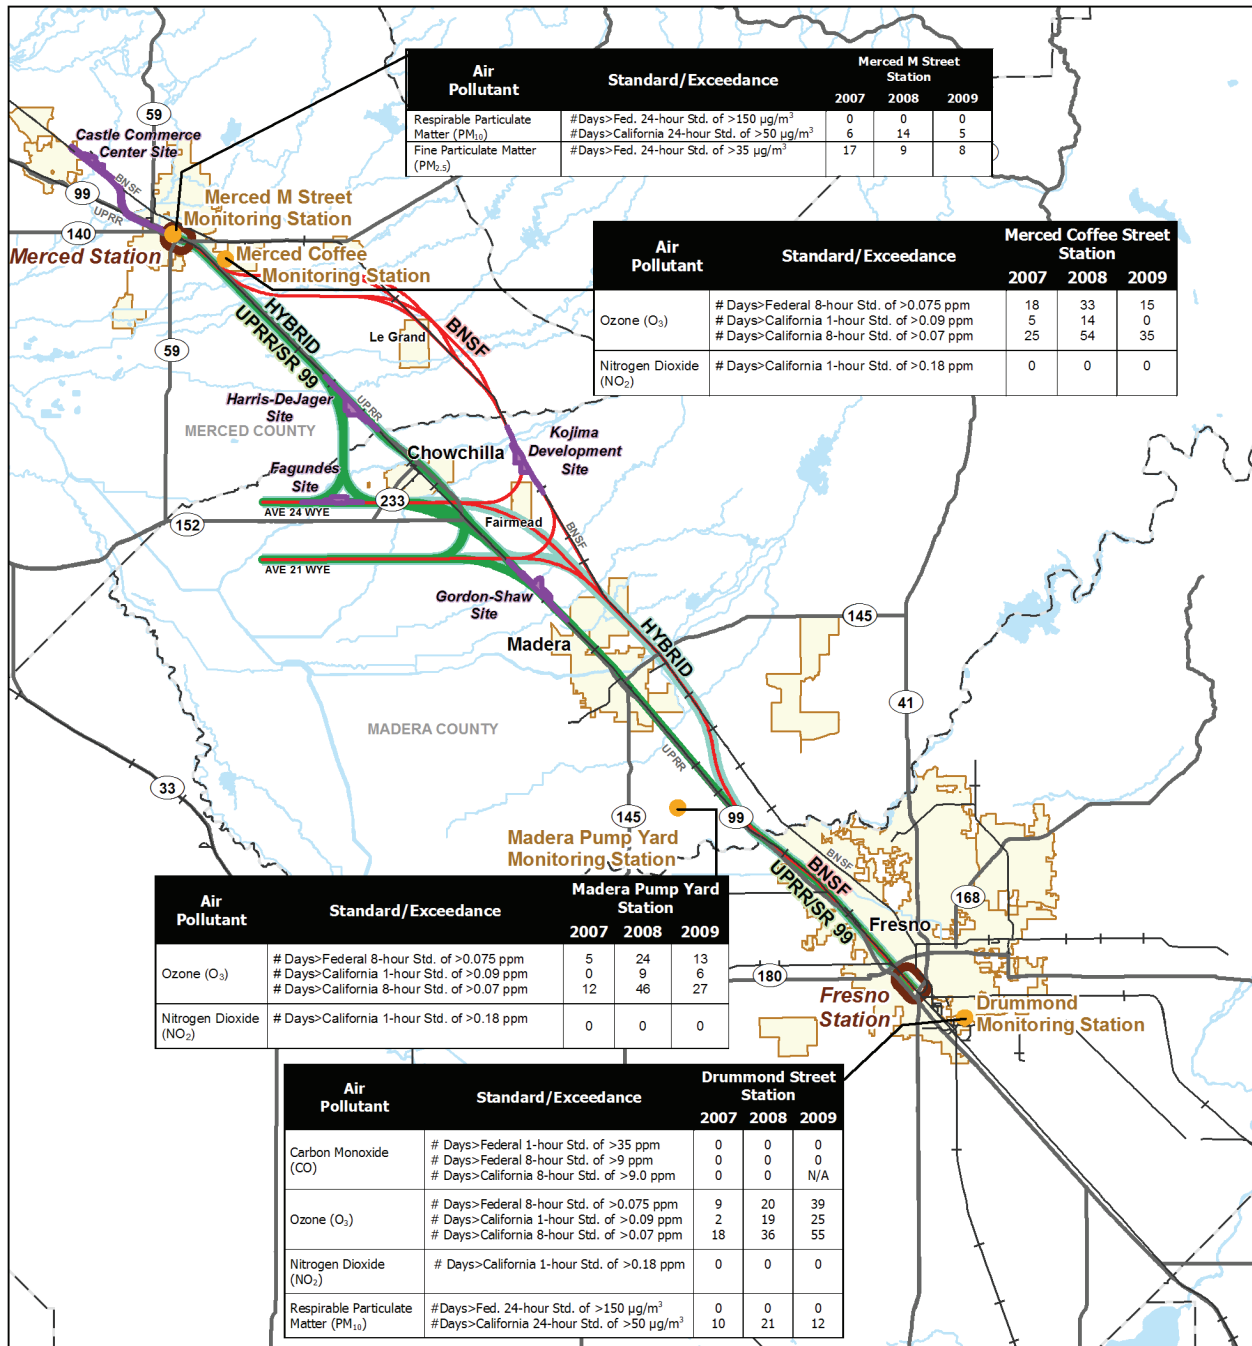 Air Pollutant
Standard/Exceedance
Merced M Street Station
2007 2008 2009
Respirable Particulate Matter (PM10)
#Days>Fed. 24-hour Std. of >150 µg/m³ 0 0 0
#Days>California 24-hour Std. of >50 µg/m³ 6 14 5
Fine Particulate Matter (PM2.5)
#Days>Fed. 24-hour Std. of >35 µg/m³ 17 9 8
59
Castle Commerce
Center Site
BNSF
99
UPRR
140
Merced M Street
Monitoring Station
Merced Station
Merced Coffee
Monitoring Station
Air Pollutant
Standard/Exceedance
Merced Coffee Street Station
2007 2008 2009
Ozone (O3)
# Days>Federal 8-hour Std. of >0.075 ppm 18 33 15
# Days>California 1-hour Std. of >0.09 ppm 5 14 0
# Days>California 8-hour Std. of >0.07 ppm 25 54 35
Nitrogen Dioxide (NO2)
# Days>California 1-hour Std. of >0.18 ppm 0 0 0
HYBRID
UPRR/SR 99
Le Grand
BNSF
59
Harris-DeJager
Site
UPRR
MERCED COUNTY
Chowchilla
Kojima
Development
Site
Fagundes
Site
233
AVE 24 WYE
152
Fairmead
BNSF
AVE 21 WYE
Gordon-Shaw
Site
HYBRID
145
Madera
41
MADERA COUNTY
UPRR
33
145
99
Madera Pump Yard
Monitoring Station
BNSF
BNSF
UPRR/SR 99
168
Fresno
180
Fresno
Station
Drummond
Monitoring Station
Air Pollutant
Standard/Exceedance
Madera Pump Yard Station
2007 2008 2009
Ozone (O3)
# Days>Federal 8-hour Std. of >0.075 ppm 5 24 13
# Days>California 1-hour Std. of >0.09 ppm 0 9 6
# Days>California 8-hour Std. of >0.07 ppm 12 46 27
Nitrogen Dioxide (NO2)
# Days>California 1-hour Std. of >0.18 ppm 0 0 0
Air Pollutant
Standard/Exceedance
Drummond Street Station
2007 2008 2009
Carbon Monoxide (CO)
# Days>Federal 1-hour Std. of >35 ppm 0 0 0
# Days>Federal 8-hour Std. of >9 ppm 0 0 0
# Days>California 8-hour Std. of >9.0 ppm 0 0 N/A
Ozone (O3)
# Days>Federal 8-hour Std. of >0.075 ppm 9 20 39
# Days>California 1-hour Std. of >0.09 ppm 2 19 25
# Days>California 8-hour Std. of >0.07 ppm 18 36 55
Nitrogen Dioxide (NO2)
# Days>California 1-hour Std. of >0.18 ppm 0 0 0
Respirable Particulate Matter (PM10)
#Days>Fed. 24-hour Std. of >150 µg/m³ 0 0 0
#Days>California 24-hour Std. of >50 µg/m³ 10 21 12